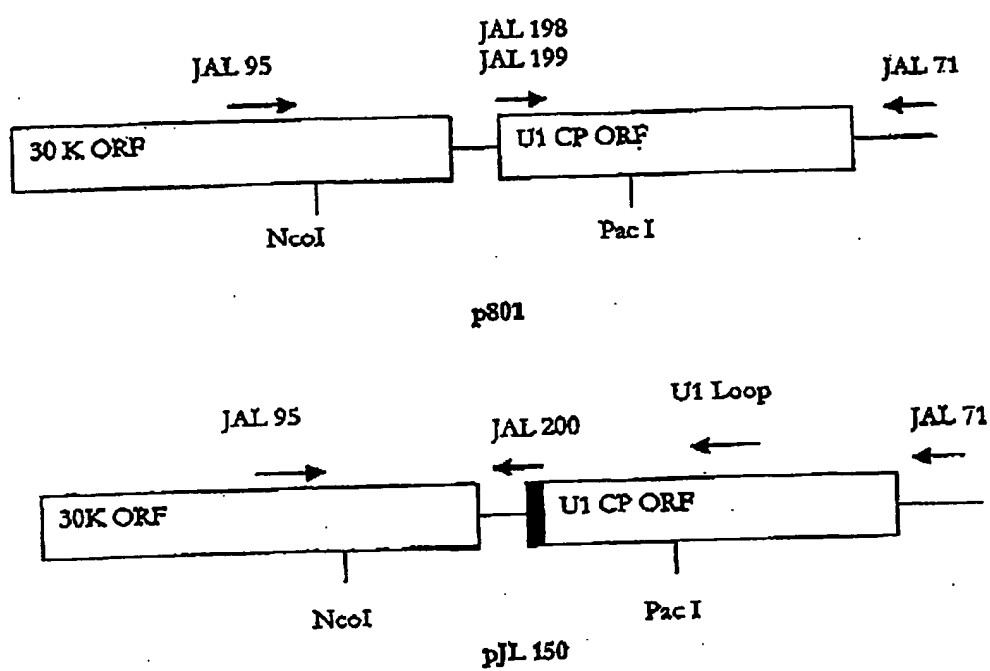 JAL 198
JAL 95
JAL 199
JAL 71
30 K ORF
U1 CP ORF
NcoI
Pac I
p801
U1 Loop
JAL 95
JAL 200
JAL 71
30K ORF
U1 CP ORF
NcoI
Pac I
pJL 150